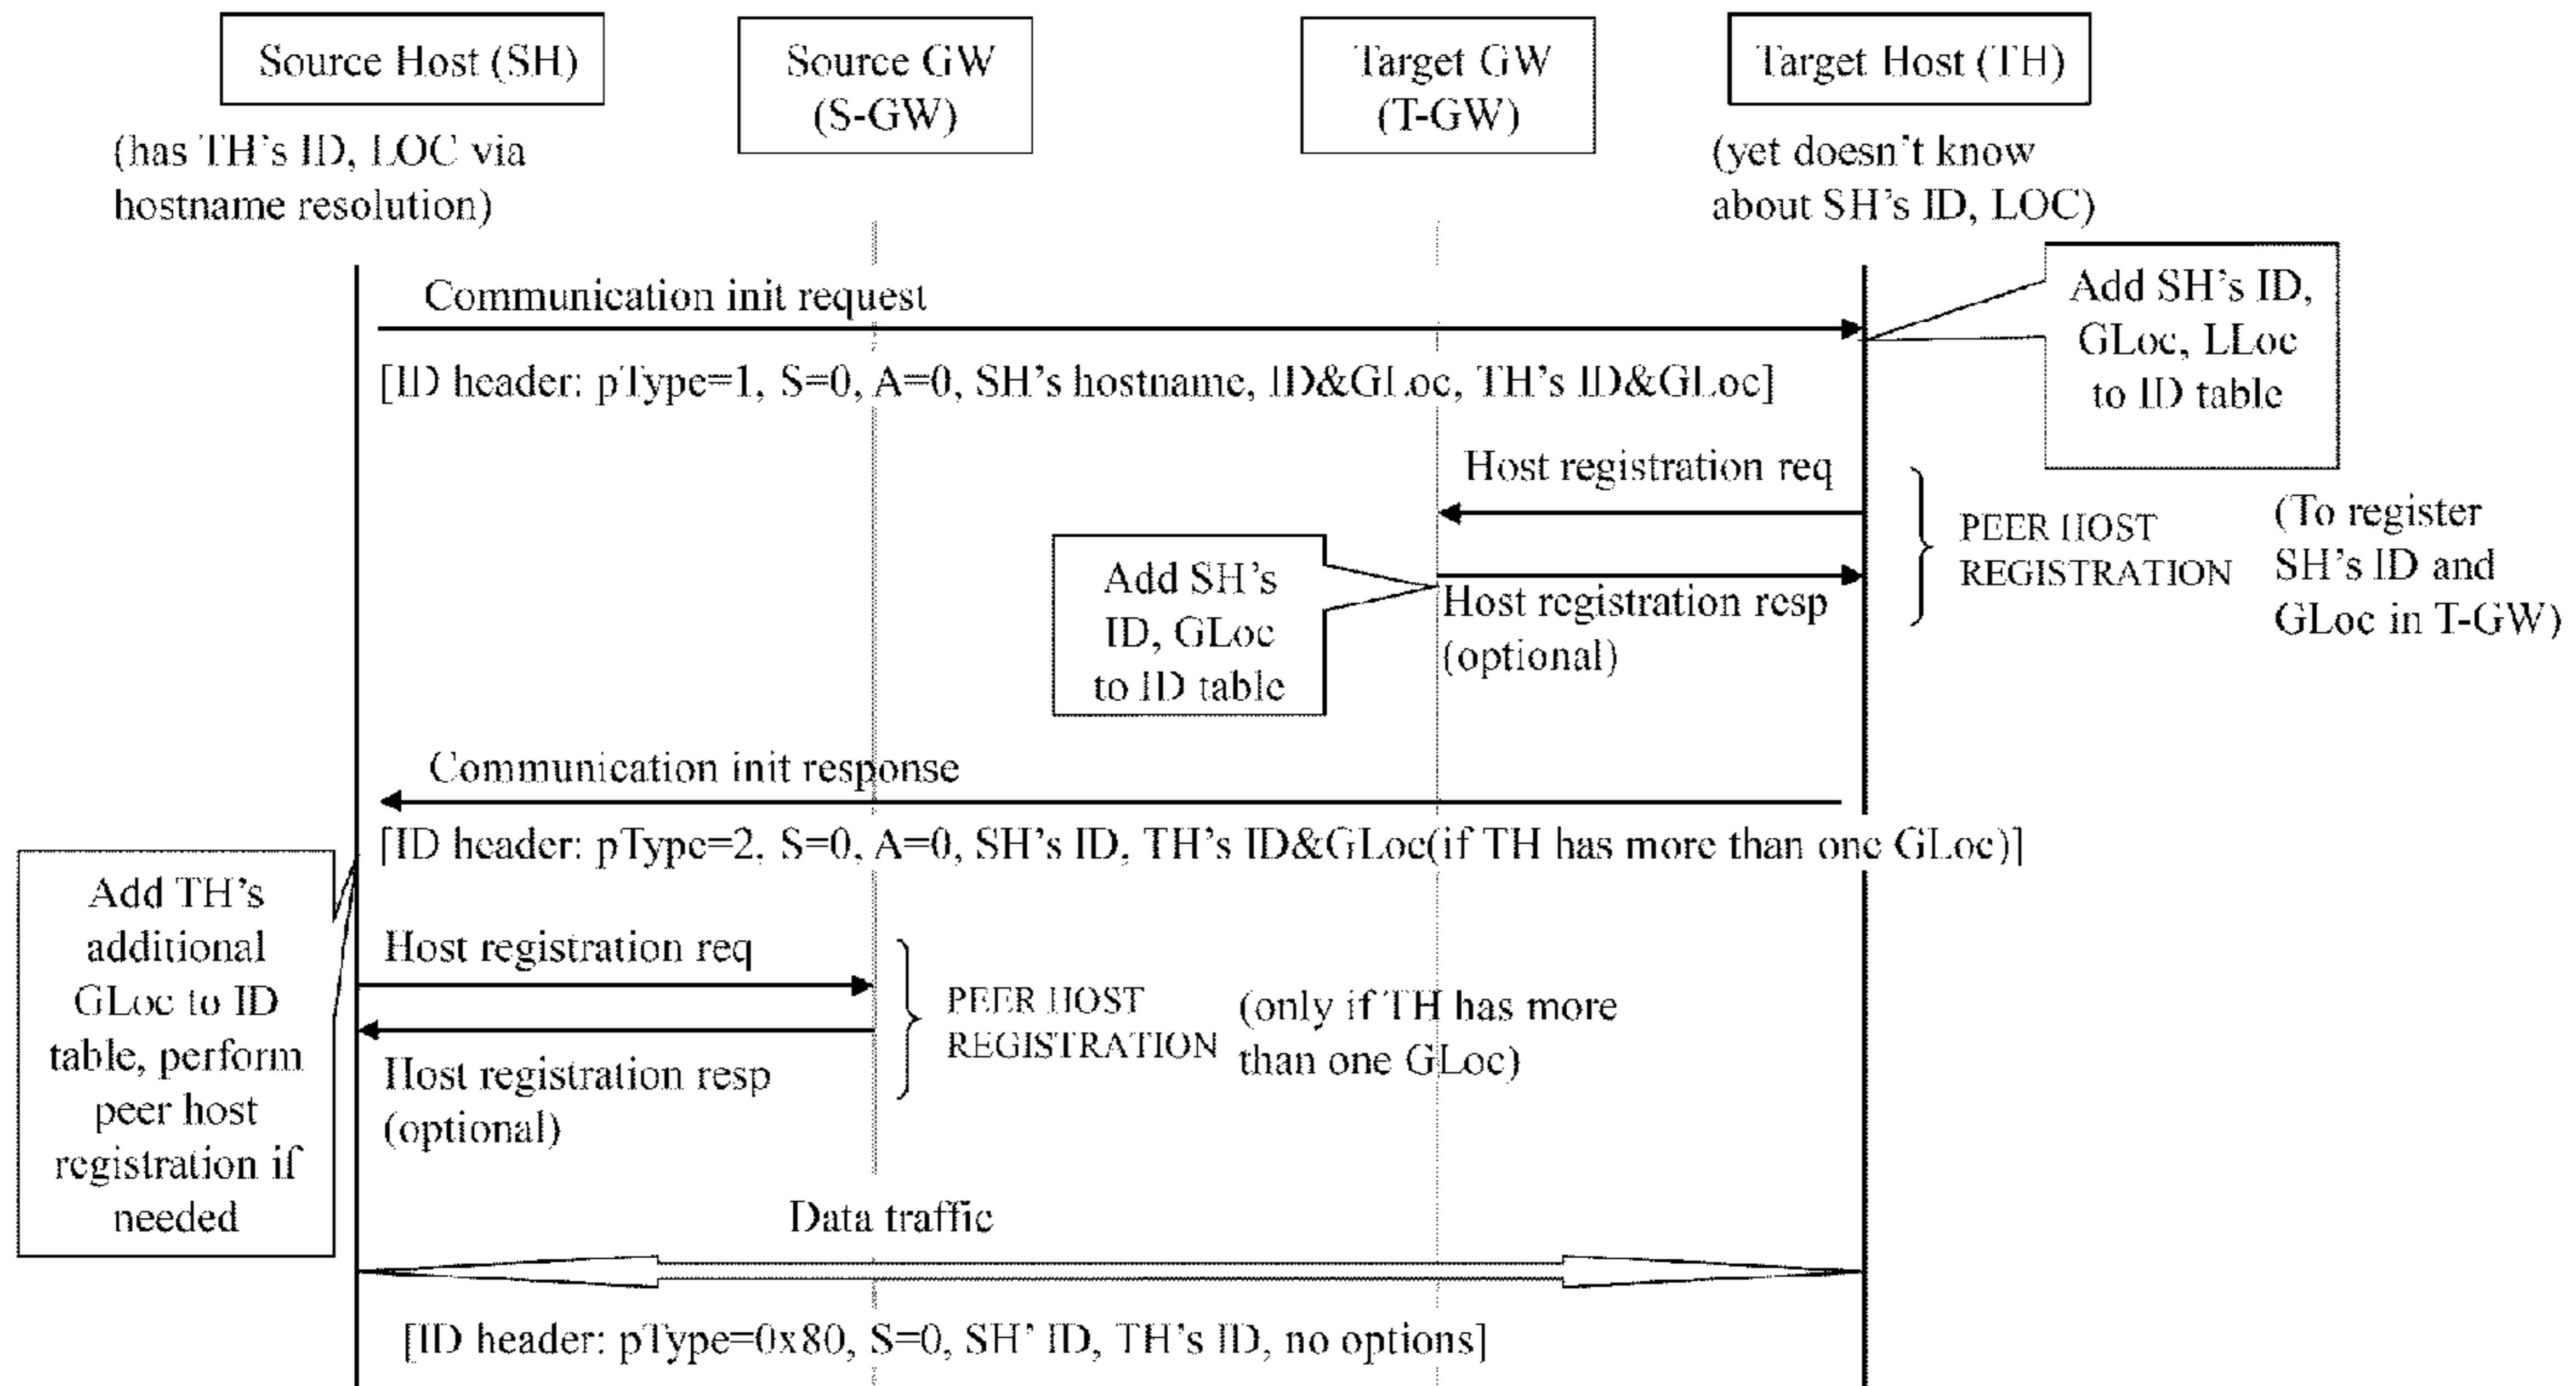 Source Host (SH)
Source GW
(S-GW)
Target GW
(T-GW)
Target Host (TH)
(has TH's ID, LOC via
hostname resolution)
(yet doesn't know
about SH's ID, LOC)
Communication init request
[ID header: pType=1, S=0, A=0, SH's hostname, ID&GLoc, TH's ID&GLoc]
Add SH's ID,
GLoc, LLoc
to ID table
Host registration req
Host registration resp
(optional)
PEER HOST
REGISTRATION
(To register
SH's ID and
GLoc in T-GW)
Add SH's
ID, GLoc
to ID table
Communication init response
[ID header: pType=2, S=0, A=0, SH's ID, TH's ID&GLoc(if TH has more than one GLoc)]
Add TH's
additional
GLoc to ID
table, perform
peer host
registration if
needed
Host registration req
Host registration resp
(optional)
PEER HOST
REGISTRATION
(only if TH has more
than one GLoc)
Data traffic
[ID header: pType=0x80, S=0, SH' ID, TH's ID, no options]